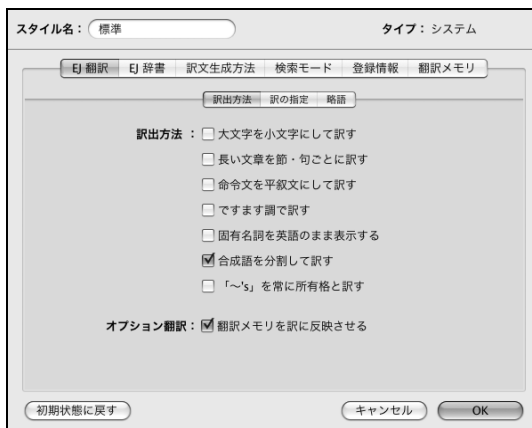 スタイル名： 標準 タイプ： システム
EJ 翻訳 EJ 辞書 訳文生成方法 検索モード 登録情報 翻訳メモリ
訳出方法 訳の指定 略語
訳出方法 ： 大文字を小文字にして訳す
長い文章を節・句ごとに訳す
命令文を平叙文にして訳す
ですます調で訳す
固有名詞を英語のまま表示する
合成語を分割して訳す
「〜's」を常に所有格と訳す
オプション翻訳： 翻訳メモリを訳に反映させる
初期状態に戻す キャンセル OK